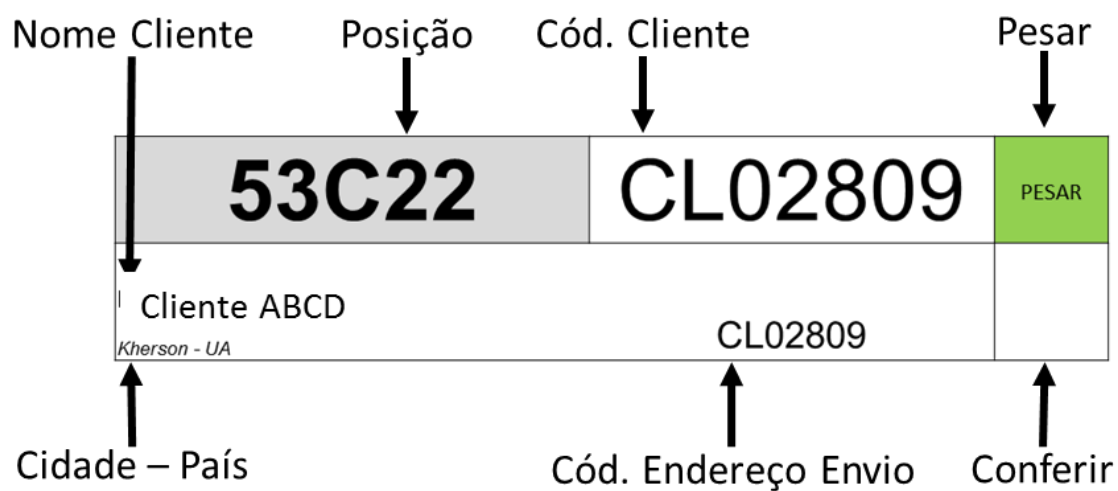 Nome Cliente Posição Cód. Cliente Pesar
53C22 CL02809 PESAR
Cliente ABCD
CL02809
Kherson - UA
Cidade – País Cód. Endereço Envio Conferir